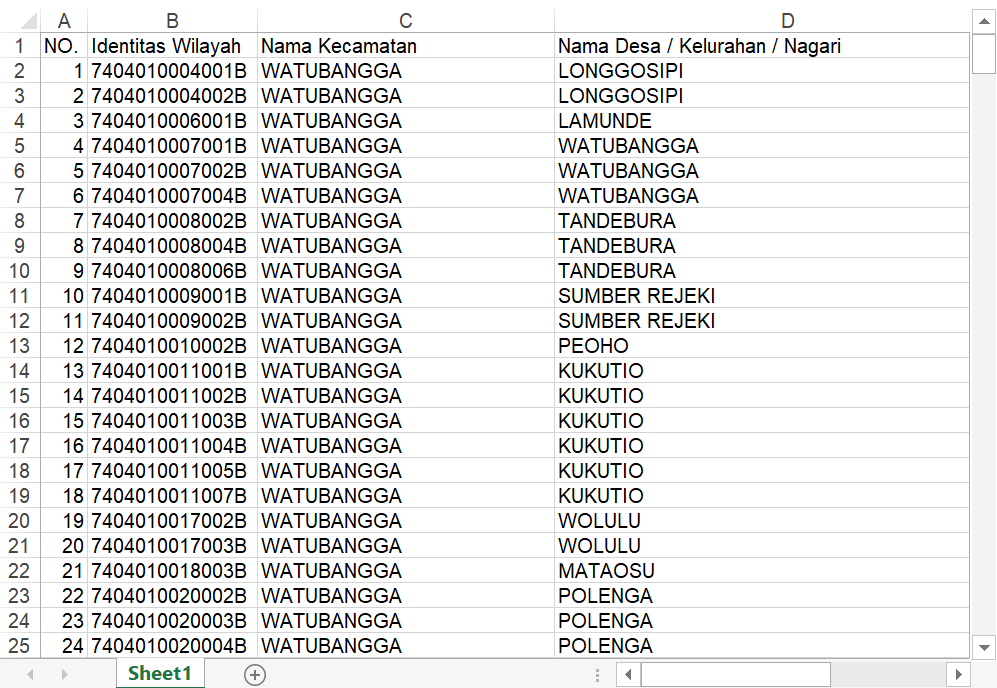 A B C D
1 NO. Identitas Wilayah Nama Kecamatan Nama Desa / Kelurahan / Nagari
2 1 7404010004001B WATUBANGGA LONGGOSIPI
3 2 7404010004002B WATUBANGGA LONGGOSIPI
4 3 7404010006001B WATUBANGGA LAMUNDE
5 4 7404010007001B WATUBANGGA WATUBANGGA
6 5 7404010007002B WATUBANGGA WATUBANGGA
7 6 7404010007004B WATUBANGGA WATUBANGGA
8 7 7404010008002B WATUBANGGA TANDEBURA
9 8 7404010008004B WATUBANGGA TANDEBURA
10 9 7404010008006B WATUBANGGA TANDEBURA
11 10 7404010009001B WATUBANGGA SUMBER REJEKI
12 11 7404010009002B WATUBANGGA SUMBER REJEKI
13 12 7404010010002B WATUBANGGA PEOHO
14 13 7404010011001B WATUBANGGA KUKUTIO
15 14 7404010011002B WATUBANGGA KUKUTIO
16 15 7404010011003B WATUBANGGA KUKUTIO
17 16 7404010011004B WATUBANGGA KUKUTIO
18 17 7404010011005B WATUBANGGA KUKUTIO
19 18 7404010011007B WATUBANGGA KUKUTIO
20 19 7404010017002B WATUBANGGA WOLULU
21 20 7404010017003B WATUBANGGA WOLULU
22 21 7404010018003B WATUBANGGA MATAOSU
23 22 7404010020002B WATUBANGGA POLENGA
24 23 7404010020003B WATUBANGGA POLENGA
25 24 7404010020004B WATUBANGGA POLENGA
Sheet1